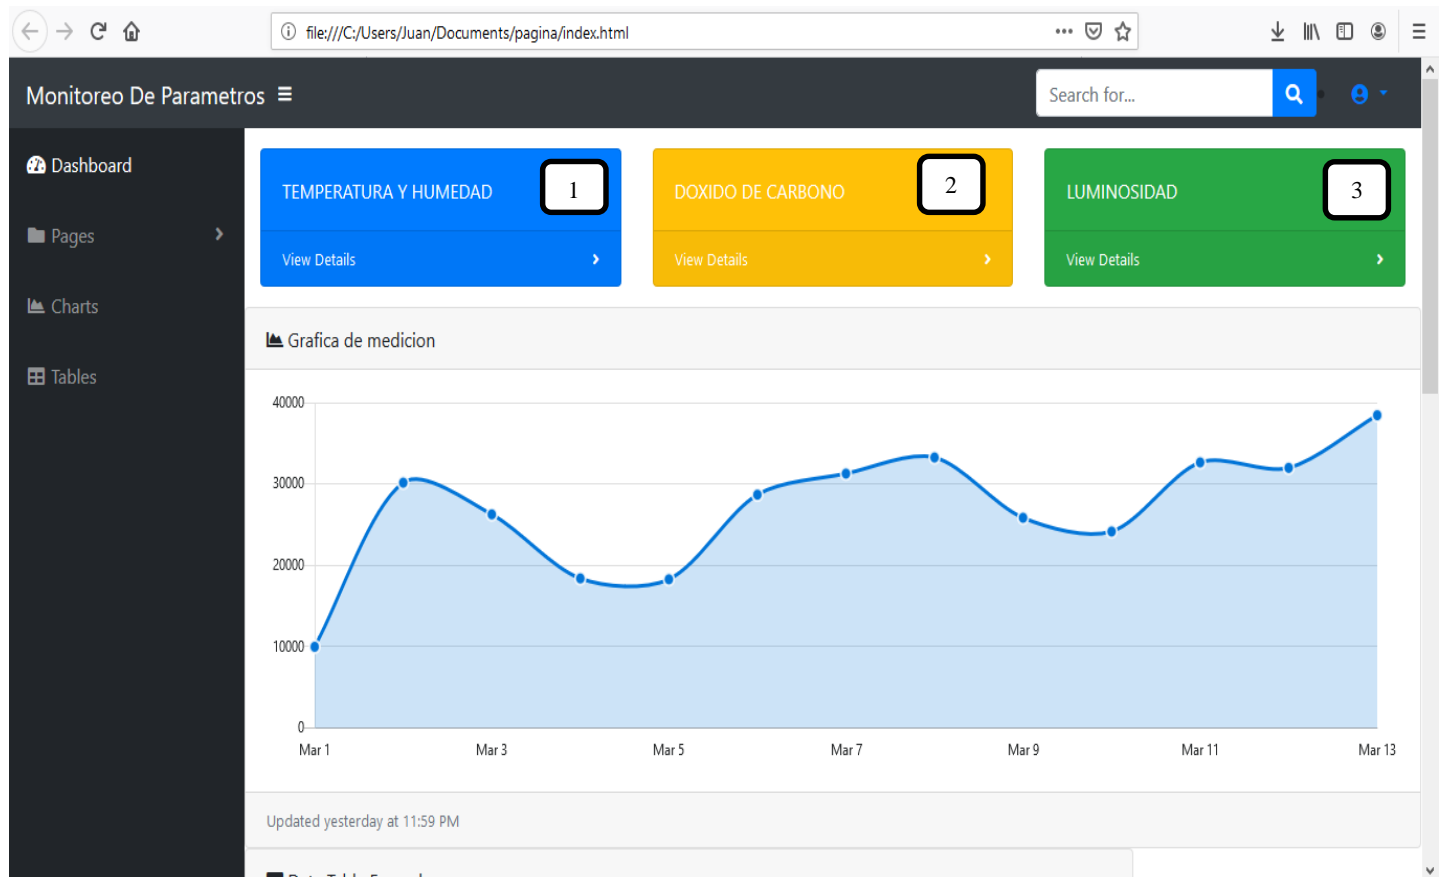 file:///C:/Users/Juan/Documents/pagina/index.html
Monitoreo De Parametros
Search for...
Dashboard
Pages
Charts
Tables
TEMPERATURA Y HUMEDAD
1
View Details
DOXIDO DE CARBONO
2
View Details
LUMINOSIDAD
3
View Details
Grafica de medicion
40000
30000
20000
10000
0
Mar 1 Mar 3 Mar 5 Mar 7 Mar 9 Mar 11 Mar 13
Updated yesterday at 11:59 PM